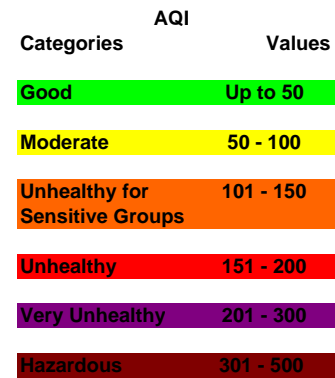 AQI
Categories Values
Good Up to 50
Moderate 50 - 100
Unhealthy for 101 - 150
Sensitive Groups
Unhealthy 151 - 200
Very Unhealthy 201 - 300
Hazardous 301 - 500